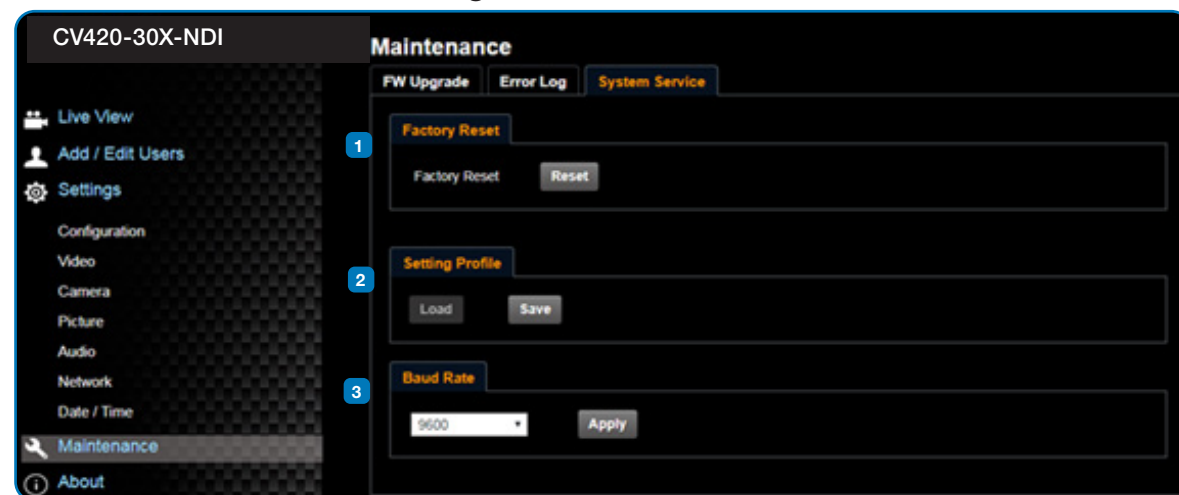 CV420-30X-NDI
Maintenance
FW Upgrade Error Log System Service
Live View
Add / Edit Users
Settings
Configuration
Video
Camera
Picture
Audio
Network
Date / Time
Maintenance
About
1
Factory Reset
Factory Reset Reset
2
Setting Profile
Load Save
3
Baud Rate
9600 Apply